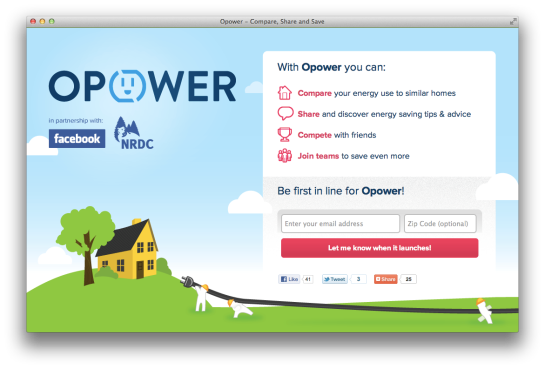 Opower – Compare, Share and Save
OPOWER
in partnership with:
facebook
NRDC
With Opower you can:
Compare your energy use to similar homes
Share and discover energy saving tips & advice
Compete with friends
Join teams to save even more
Be first in line for Opower!
Enter your email address
Zip Code (optional)
Let me know when it launches!
Like 41 Tweet 3 Share 25